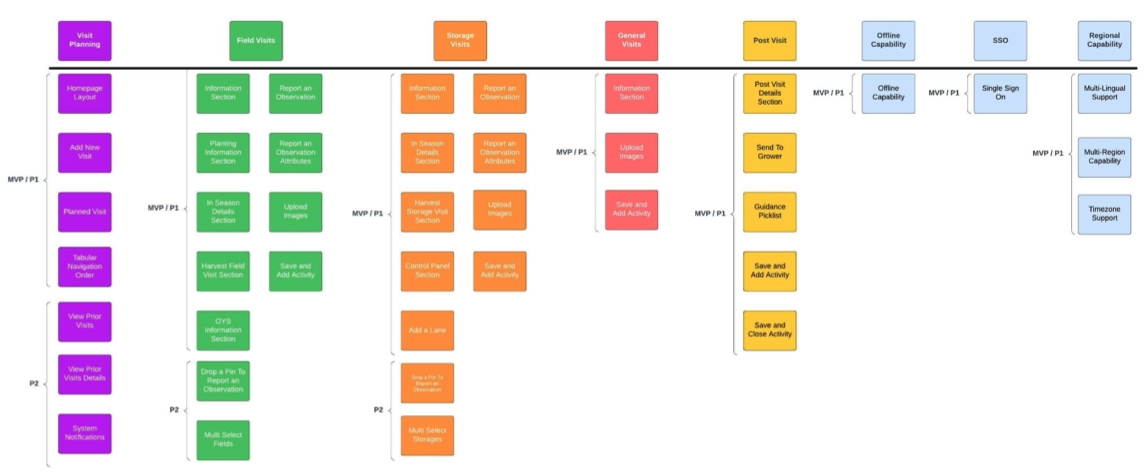 Visit
Planning
Field Visits
Storage
Visits
General
Visits
Post Visit
Offline
Capability
SSO
Regional
Capability
MVP / P1
Homepage
Layout
Add New
Visit
Planned Visit
Tabular
Navigation
Order
P2
View Prior
Visits
View Prior
Visits Details
System
Notifications
MVP / P1
Information
Section
Report an
Observation
Planting
Information
Section
Report an
Observation
Attributes
In Season
Details
Section
Upload
Images
Harvest Field
Visit Section
Save and
Add Activity
OYS
Information
Section
P2
Drop a Pin To
Report an
Observation
Multi Select
Fields
MVP / P1
Information
Section
Report an
Observation
In Season
Details
Section
Report an
Observation
Attributes
Harvest
Storage Visit
Section
Upload
Images
Control Panel
Section
Save and
Add Activity
Add a Lane
P2
Drop a Pin To
Report an
Observation
Multi Select
Storages
MVP / P1
Information
Section
Upload
Images
Save and
Add Activity
MVP / P1
Post Visit
Details
Section
Send To
Grower
Guidance
Picklist
Save and
Add Activity
Save and
Close Activity
MVP / P1
Offline
Capability
MVP / P1
Single Sign
On
MVP / P1
Multi-Lingual
Support
Multi-Region
Capability
Timezone
Support